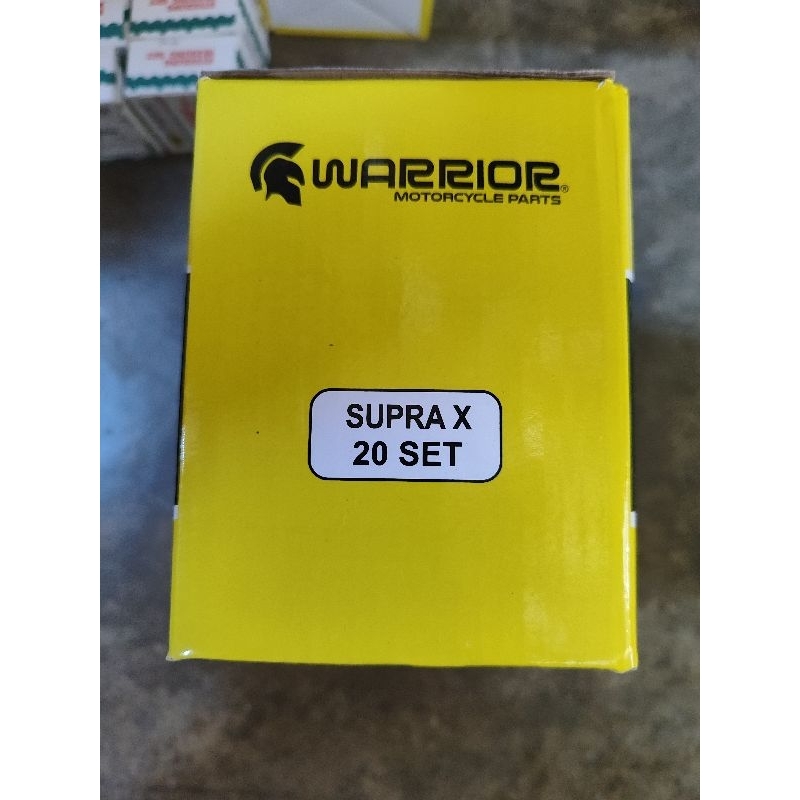 WARRIOR®
MOTORCYCLE PARTS
SUPRA X
20 SET